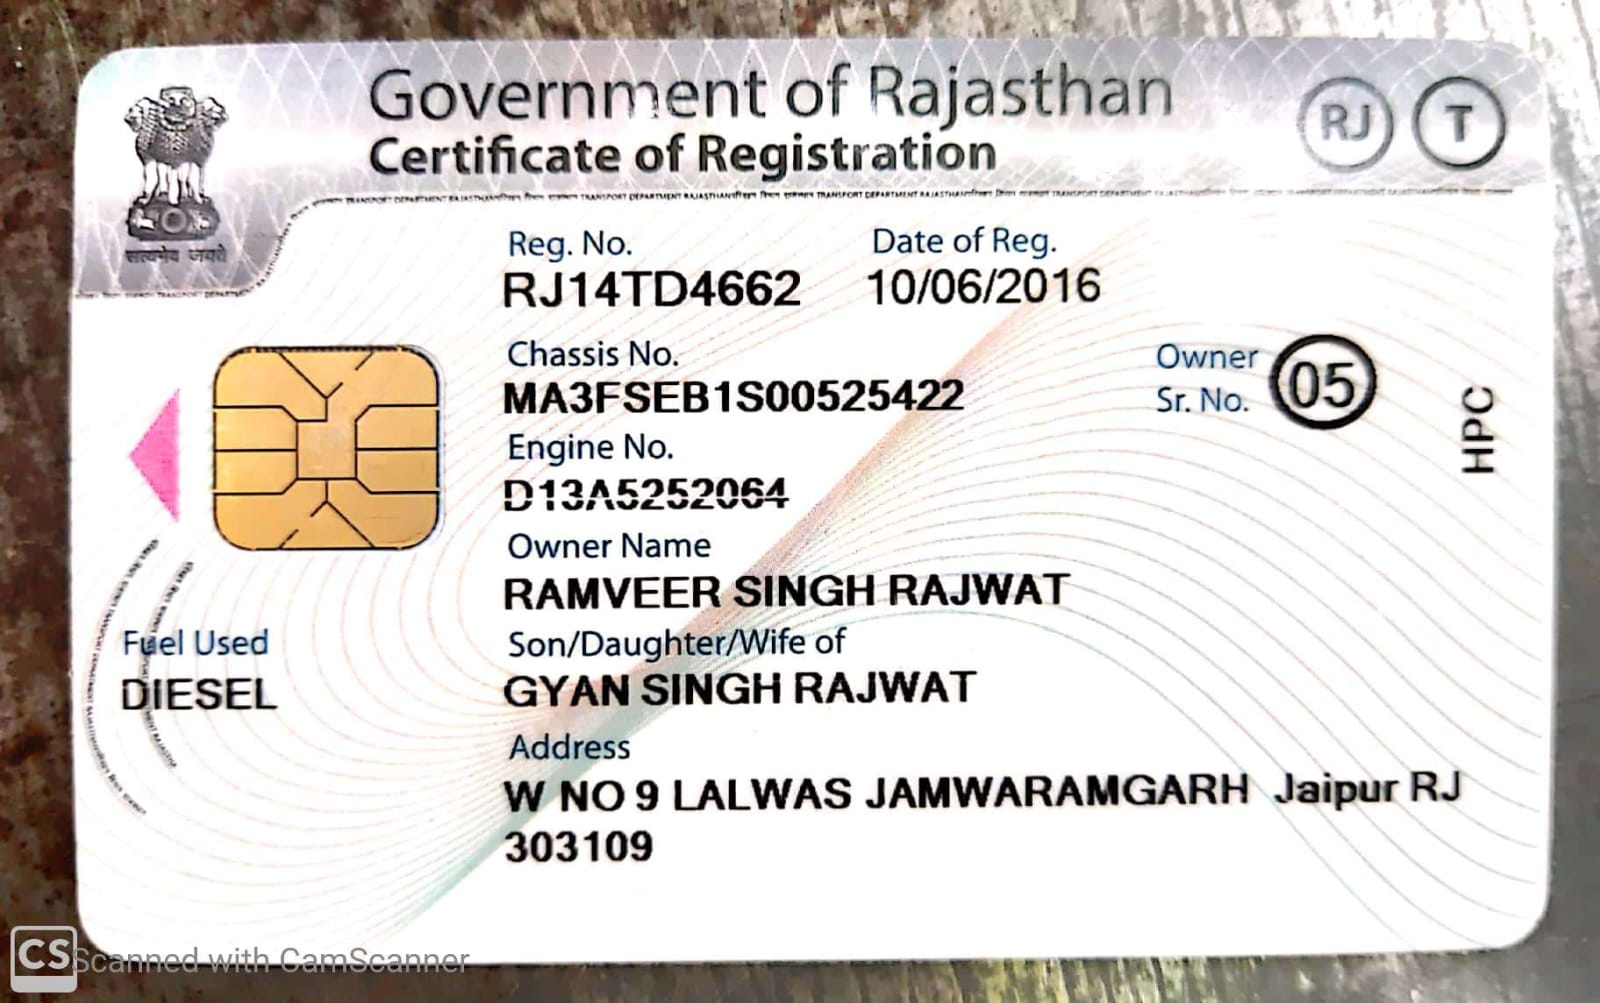 Government of Rajasthan
Certificate of Registration
RJ T
सत्यमेव जयते
Reg. No. Date of Reg.
RJ14TD4662 10/06/2016
Chassis No.
MA3FSEB1S00525422
Owner
Sr. No. 05
HPC
Engine No.
D13A5252064
Owner Name
RAMVEER SINGH RAJWAT
Fuel Used
DIESEL
Son/Daughter/Wife of
GYAN SINGH RAJWAT
Address
W NO 9 LALWAS JAMWARAMGARH Jaipur RJ
303109
CS Scanned with CamScanner